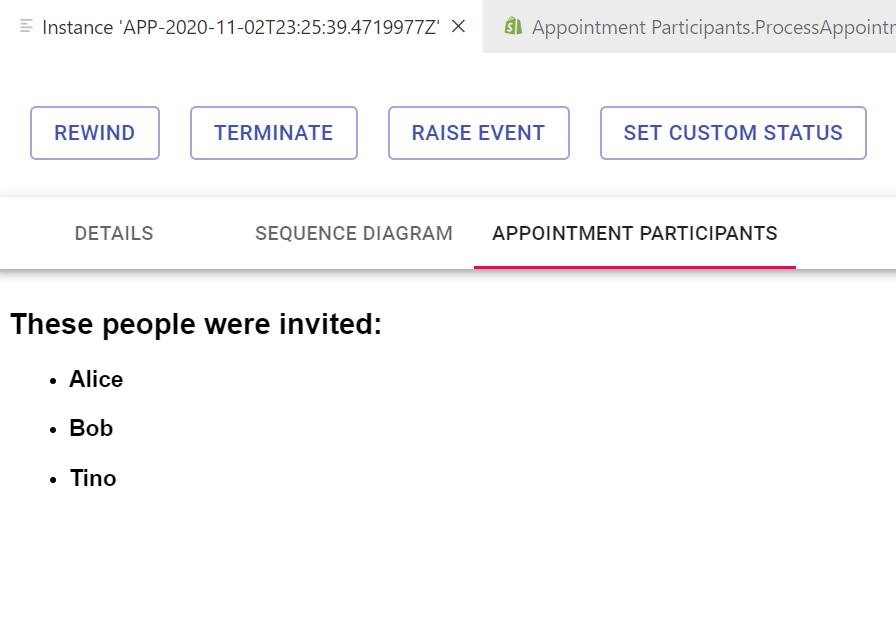 Instance 'APP-2020-11-02T23:25:39.4719977Z'
Appointment Participants.ProcessAppointm
REWIND
TERMINATE
RAISE EVENT
SET CUSTOM STATUS
DETAILS
SEQUENCE DIAGRAM
APPOINTMENT PARTICIPANTS
These people were invited:
• Alice
• Bob
• Tino